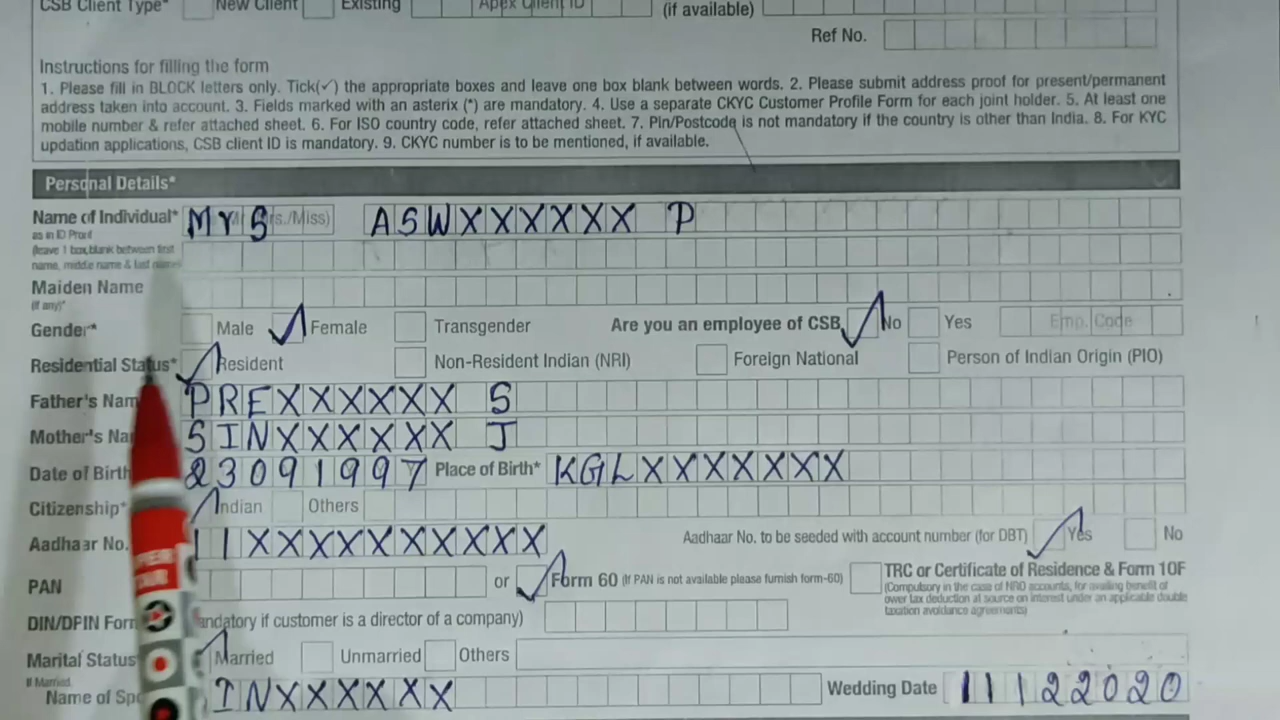 CSB Client Type* New Client Existing Apex Client ID (if available)
Ref No.
Instructions for filling the form
1. Please fill in BLOCK letters only. Tick(✓) the appropriate boxes and leave one box blank between words. 2. Please submit address proof for present/permanent
address taken into account. 3. Fields marked with an asterix (*) are mandatory. 4. Use a separate CKYC Customer Profile Form for each joint holder. 5. At least one
mobile number & refer attached sheet. 6. For ISO country code, refer attached sheet. 7. Pin/Postcode is not mandatory if the country is other than India. 8. For KYC
updation applications, CSB client ID is mandatory. 9. CKYC number is to be mentioned, if available.
Personal Details*
Name of Individual* Mrs rs./Miss) ASWXXXXXX P
as in ID Proof
(leave 1 box blank between first
name, middle name & last name)
Maiden Name
(if any)*
Gender* Male ✓ Female Transgender Are you an employee of CSB ✓ No Yes Emp. Code
Residential Status* ✓ Resident Non-Resident Indian (NRI) Foreign National Person of Indian Origin (PIO)
Father's Nam PREXXXXXX S
Mother's Na SINXXXXXX J
Date of Birth 23091997 Place of Birth* KGLXXXXXXX
Citizenship* ✓ Indian Others
Aadhaar No. 11XXXXXXXXXX Aadhaar No. to be seeded with account number (for DBT) ✓ Yes No
PAN or ✓ Form 60 (If PAN is not available please furnish form-60) TRC or Certificate of Residence & Form 10F
(Compulsory in the case of NRO accounts, for availing benefit of
lower tax deduction at source on interest under an applicable double
taxation avoidance agreements)
DIN/DPIN Form andatory if customer is a director of a company)
Marital Status ✓ Married Unmarried Others
If Married,
Name of Sp INXXXXXX Wedding Date 11122020